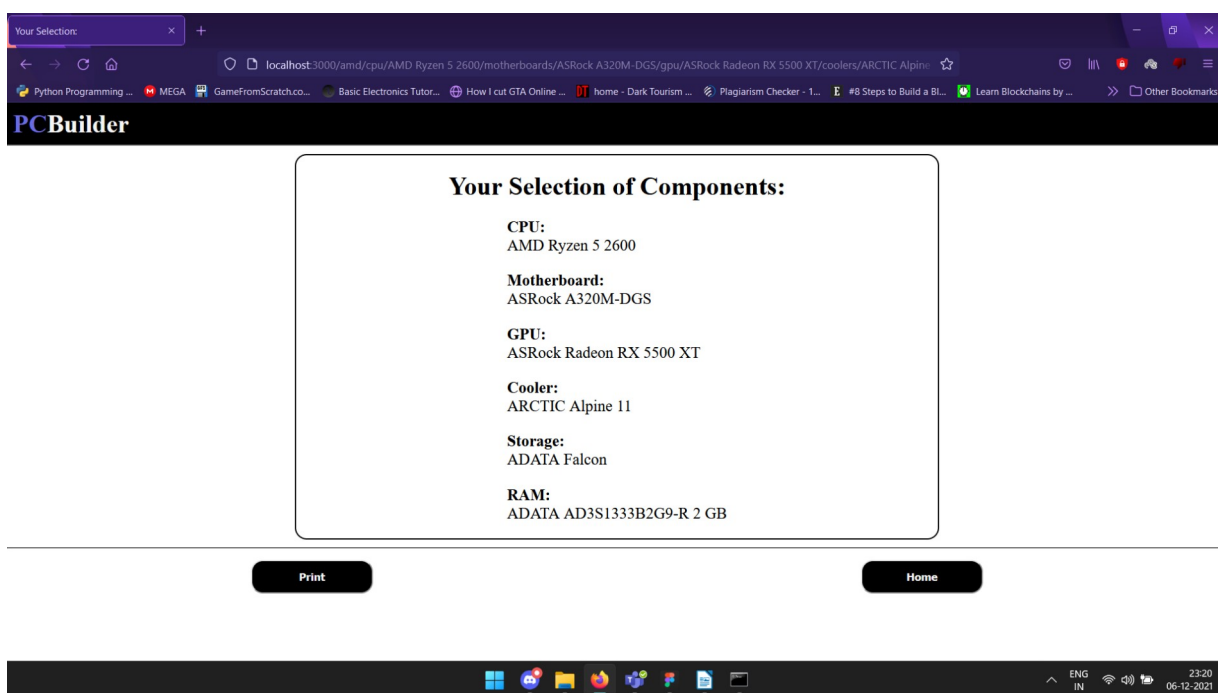 Your Selection:
localhost:3000/amd/cpu/AMD Ryzen 5 2600/motherboards/ASRock A320M-DGS/gpu/ASRock Radeon RX 5500 XT/coolers/ARCTIC Alpine
Python Programming ... MEGA GameFromScratch.co... Basic Electronics Tutor... How I cut GTA Online ... DT home - Dark Tourism ... Plagiarism Checker - 1... E #8 Steps to Build a Bl... Learn Blockchains by ... Other Bookmarks
PCBuilder
Your Selection of Components:
CPU:
AMD Ryzen 5 2600
Motherboard:
ASRock A320M-DGS
GPU:
ASRock Radeon RX 5500 XT
Cooler:
ARCTIC Alpine 11
Storage:
ADATA Falcon
RAM:
ADATA AD3S1333B2G9-R 2 GB
Print Home
ENG 23:20
IN 06-12-2021